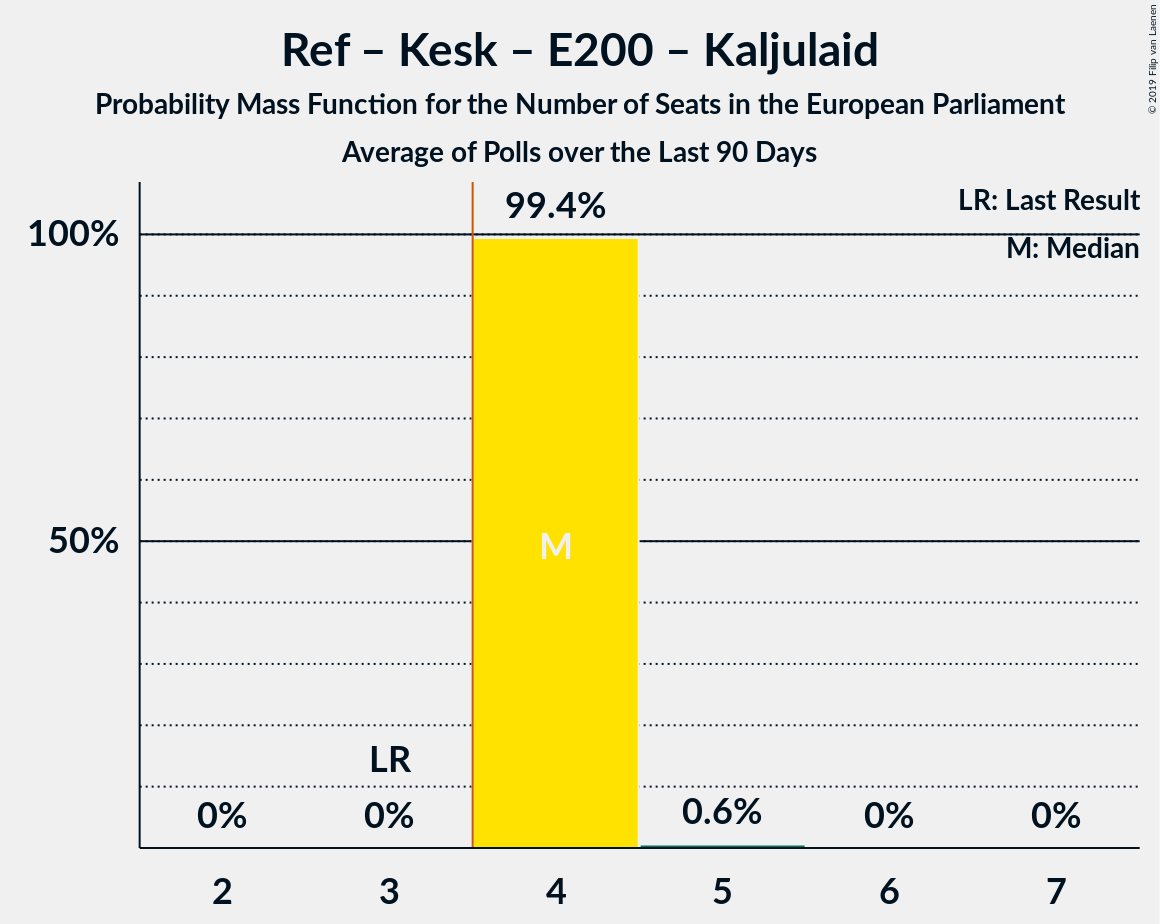 Ref – Kesk – E200 – Kaljulaid
Probability Mass Function for the Number of Seats in the European Parliament
Average of Polls over the Last 90 Days
© 2019 Filip van Laenen
LR: Last Result
M: Median
99.4%
100%
50%
M
LR
0%
0%
0.6%
0%
0%
2
3
4
5
6
7